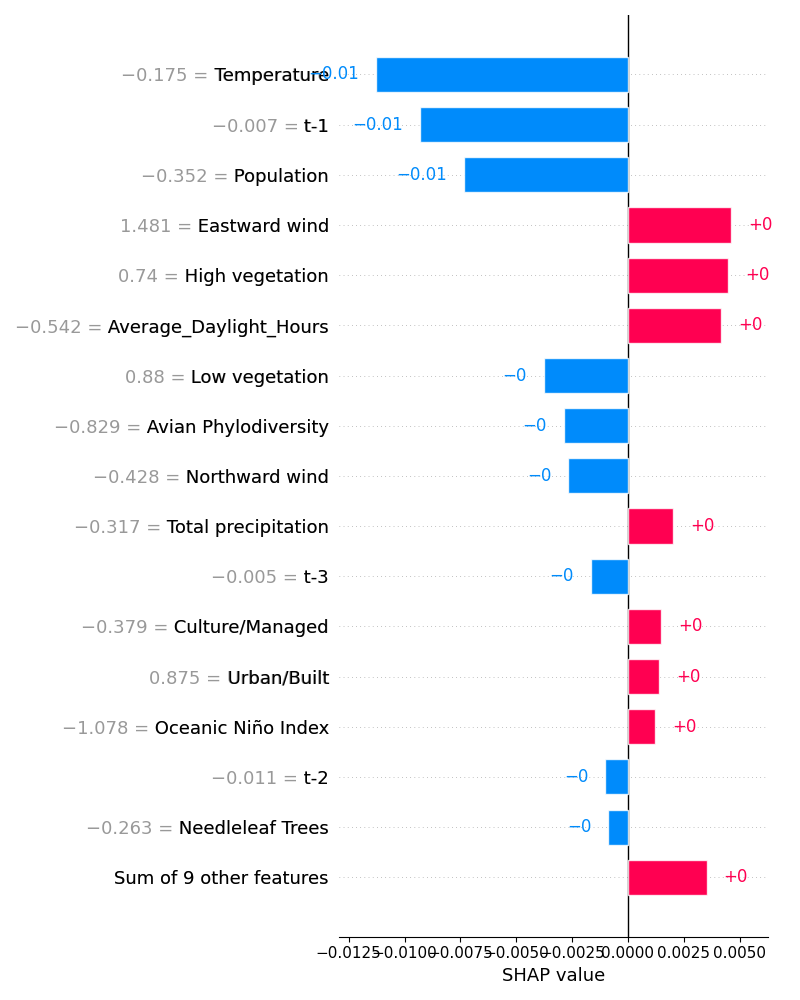 −0.175 = Temperature −0.01
−0.007 = t-1 −0.01
−0.352 = Population −0.01
1.481 = Eastward wind +0
0.74 = High vegetation +0
−0.542 = Average_Daylight_Hours +0
0.88 = Low vegetation −0
−0.829 = Avian Phylodiversity −0
−0.428 = Northward wind −0
−0.317 = Total precipitation +0
−0.005 = t-3 −0
−0.379 = Culture/Managed +0
0.875 = Urban/Built +0
−1.078 = Oceanic Niño Index +0
−0.011 = t-2 −0
−0.263 = Needleleaf Trees −0
Sum of 9 other features +0
−0.0125 −0.0100 −0.0075 −0.0050 −0.0025 0.0000 0.0025 0.0050
SHAP value